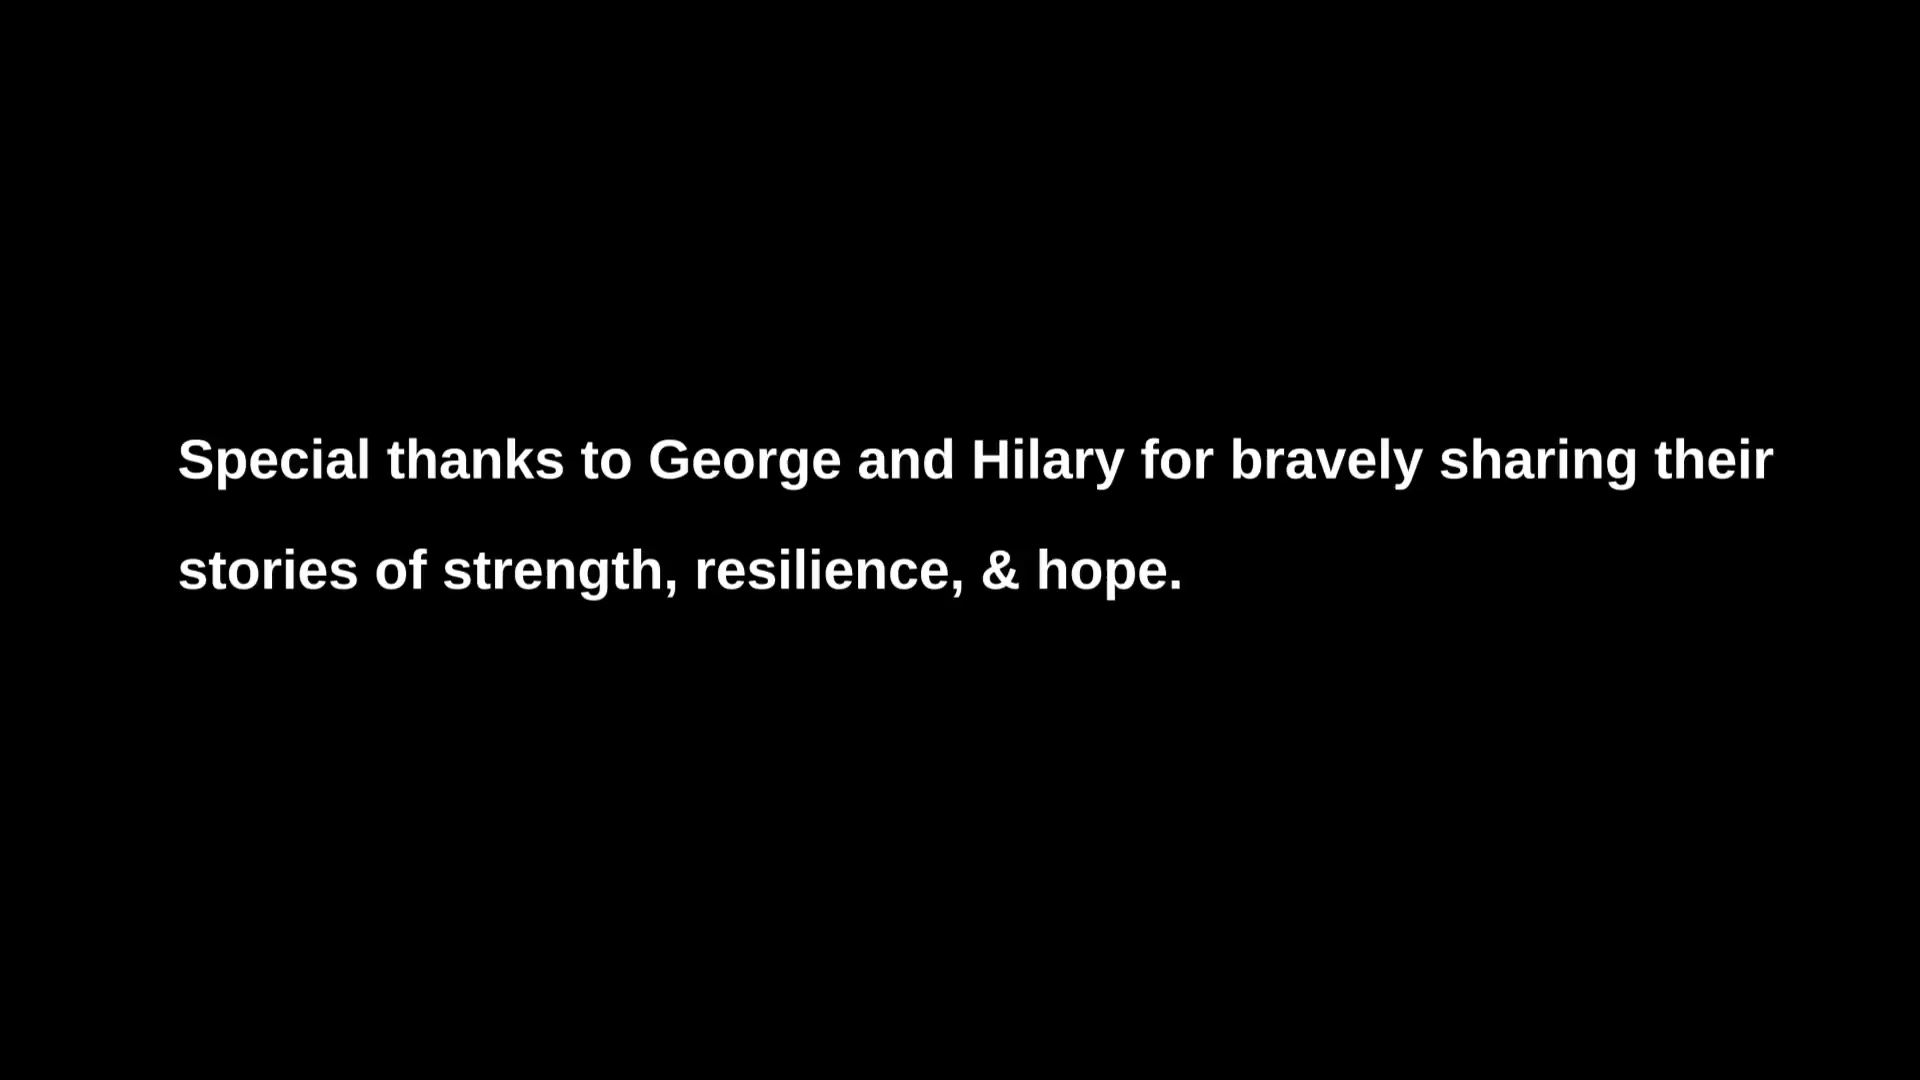 Special thanks to George and Hilary for bravely sharing their
stories of strength, resilience, & hope.